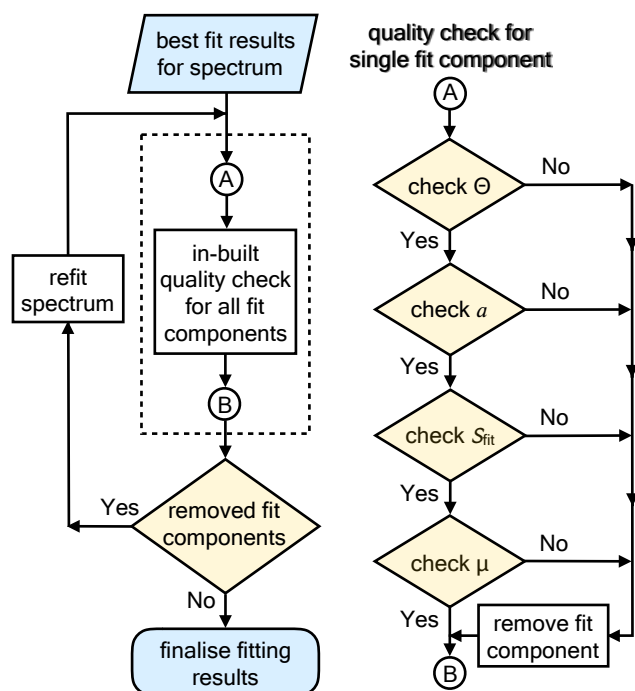 best fit results
for spectrum
A
in-built
quality check
for all fit
components
B
refit
spectrum
Yes
removed fit
components
No
finalise fitting
results
quality check for
single fit component
A
check Θ
No
Yes
check a
No
Yes
check Sfit
No
Yes
check μ
No
Yes
remove fit
component
B